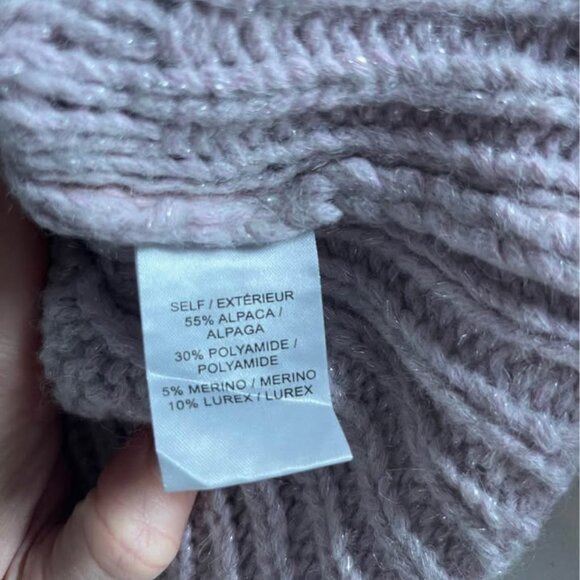 SELF / EXTÉRIEUR
55% ALPACA /
ALPAGA
30% POLYAMIDE /
POLYAMIDE
5% MERINO / MERINO
10% LUREX / LUREX